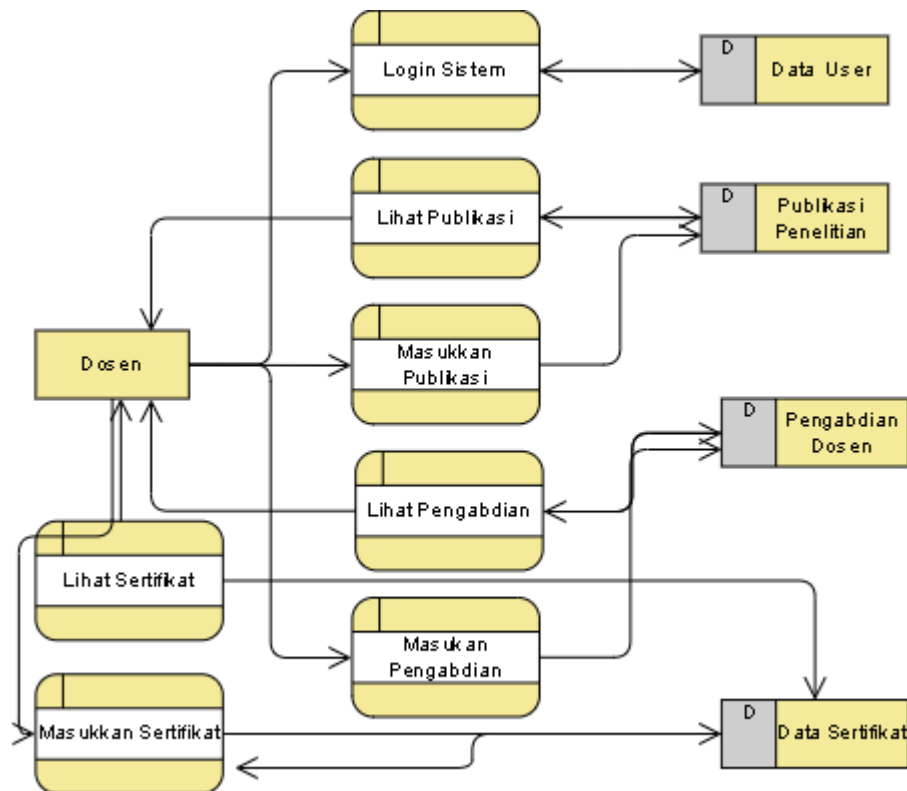 Login Sistem
D
Data User
Lihat Publikasi
D
Publikasi
Penelitian
Dosen
Masukkan
Publikasi
D
Pengabdian
Dosen
Lihat Pengabdian
Lihat Sertifikat
Masukan
Pengabdian
Masukkan Sertifikat
D
Data Sertifikat